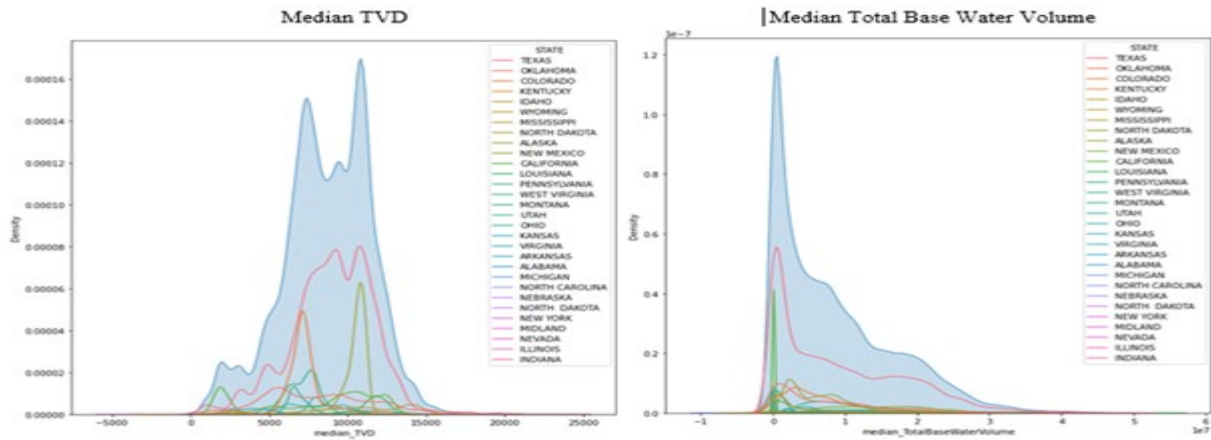 Median TVD
Median Total Base Water Volume
0.00016
0.00014
0.00012
0.00010
0.00008
0.00006
0.00004
0.00002
0.00000
Density
-5000
0
5000
10000
15000
20000
25000
median_TVD
STATE
TEXAS
OKLAHOMA
COLORADO
KENTUCKY
IDAHO
WYOMING
MISSISSIPPI
NORTH DAKOTA
ALASKA
NEW MEXICO
CALIFORNIA
LOUISIANA
PENNSYLVANIA
WEST VIRGINIA
MONTANA
UTAH
OHIO
KANSAS
VIRGINIA
ARKANSAS
ALABAMA
MICHIGAN
NORTH CAROLINA
NEBRASKA
NORTH  DAKOTA
NEW YORK
MIDLAND
NEVADA
ILLINOIS
INDIANA
1e-7
1.2
1.0
0.8
0.6
0.4
0.2
0.0
Density
-1
0
1
2
3
4
5
6
1e7
median_TotalBaseWaterVolume
STATE
TEXAS
OKLAHOMA
COLORADO
KENTUCKY
IDAHO
WYOMING
MISSISSIPPI
NORTH DAKOTA
ALASKA
NEW MEXICO
CALIFORNIA
LOUISIANA
PENNSYLVANIA
WEST VIRGINIA
MONTANA
UTAH
OHIO
KANSAS
VIRGINIA
ARKANSAS
ALABAMA
MICHIGAN
NORTH CAROLINA
NEBRASKA
NORTH  DAKOTA
NEW YORK
MIDLAND
NEVADA
ILLINOIS
INDIANA